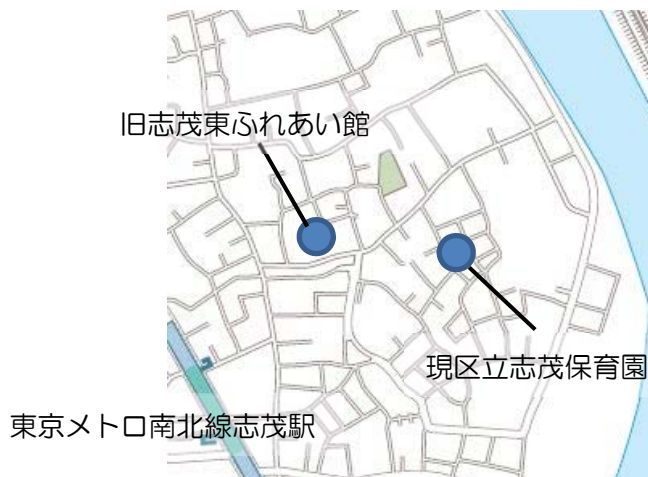 旧志茂東ふれあい館
現区立志茂保育園
東京メトロ南北線志茂駅